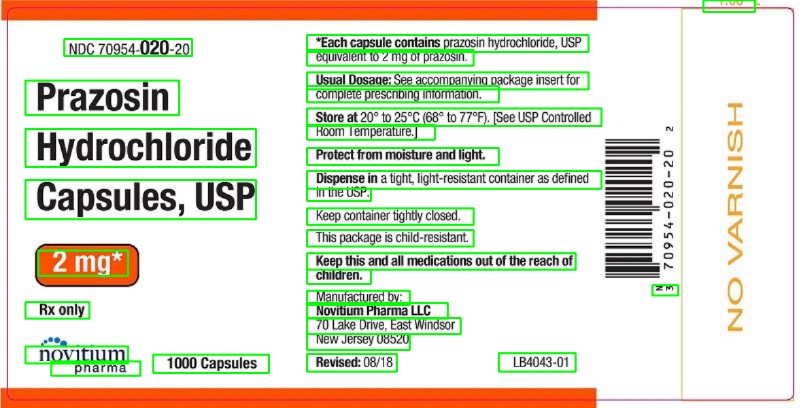 NDC 70954-020-20
Prazosin
Hydrochloride
Capsules, USP
2 mg*
Rx only
novitium
pharma
1000 Capsules
*Each capsule contains prazosin hydrochloride, USP
equivalent to 2 mg of prazosin.
Usual Dosage: See accompanying package insert for
complete prescribing information.
Store at 20° to 25°C (68° to 77°F). [See USP Controlled
Room Temperature.]
Protect from moisture and light.
Dispense in a tight, light-resistant container as defined
in the USP.
Keep container tightly closed.
This package is child-resistant.
Keep this and all medications out of the reach of
children.
Manufactured by:
Novitium Pharma LLC
70 Lake Drive, East Windsor
New Jersey 08520
Revised: 08/18
LB4043-01
N
3
70954-020-20 2
NO VARNISH